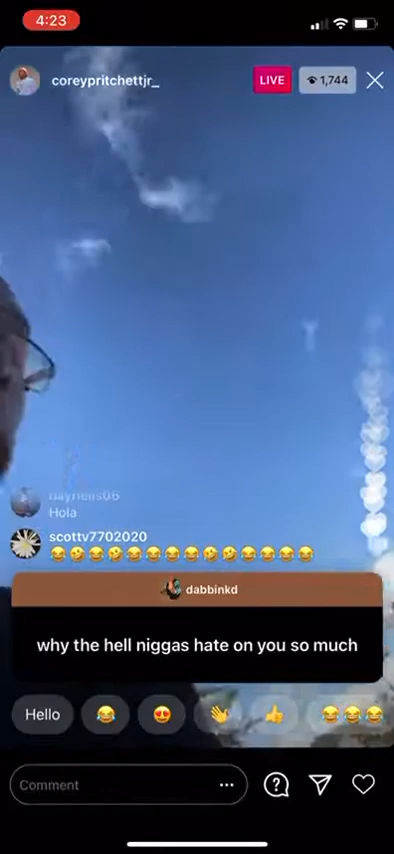 4:23
coreypritchettjr_
LIVE
1,744
Hola
scottv7702020
😂🤣😂🤣😂😂😂😂🤣🤣😂😂😂😂
dabbinkd
why the hell niggas hate on you so much
Hello
Comment